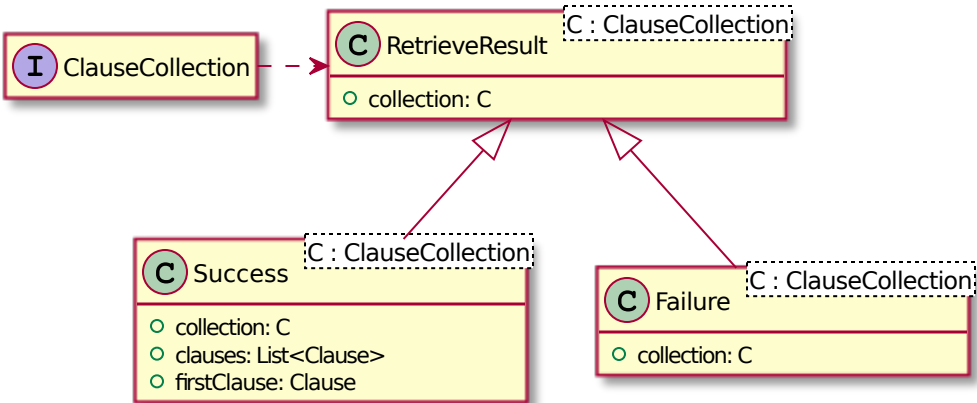 I ClauseCollection
C RetrieveResult
C : ClauseCollection
collection: C
C Success
C : ClauseCollection
collection: C
clauses: List<Clause>
firstClause: Clause
C Failure
C : ClauseCollection
collection: C